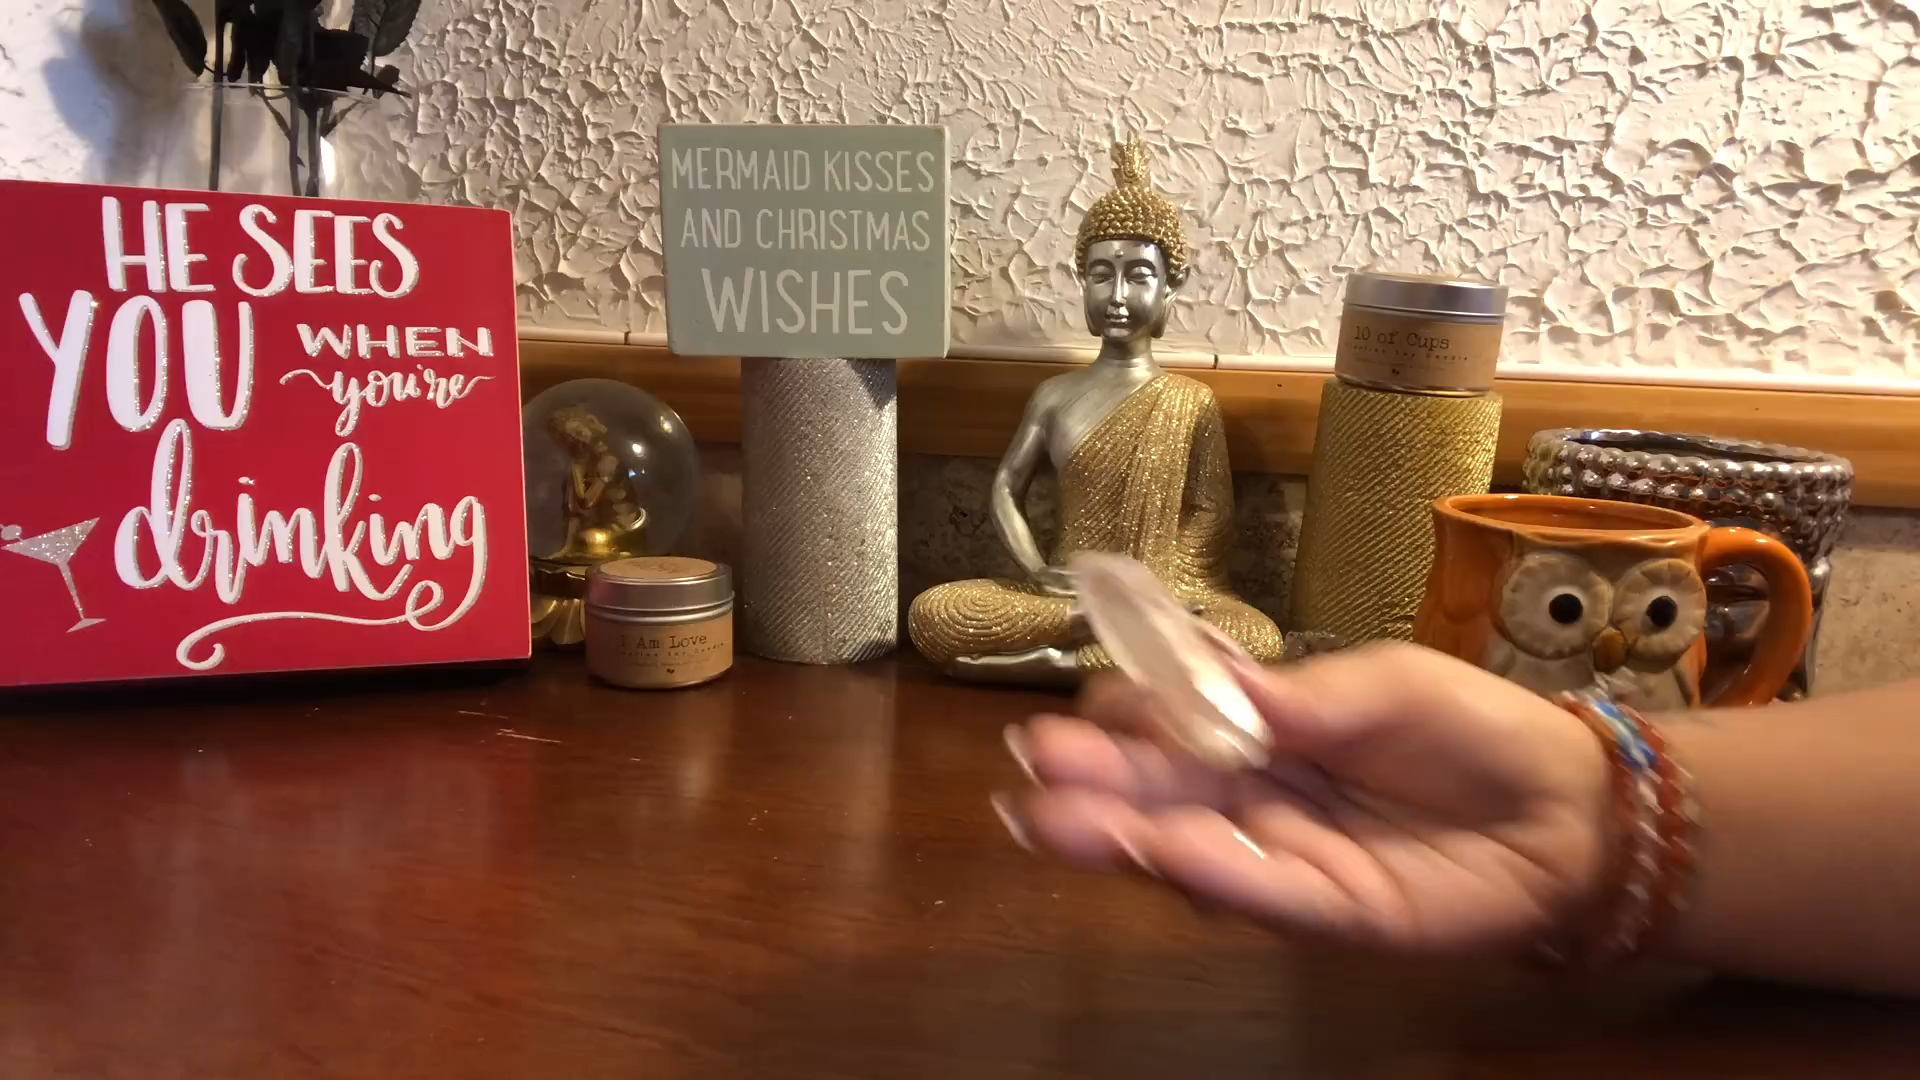 HE SEES
YOU WHEN
you're
drinking
MERMAID KISSES
AND CHRISTMAS
WISHES
I Am Love
10 of Cups